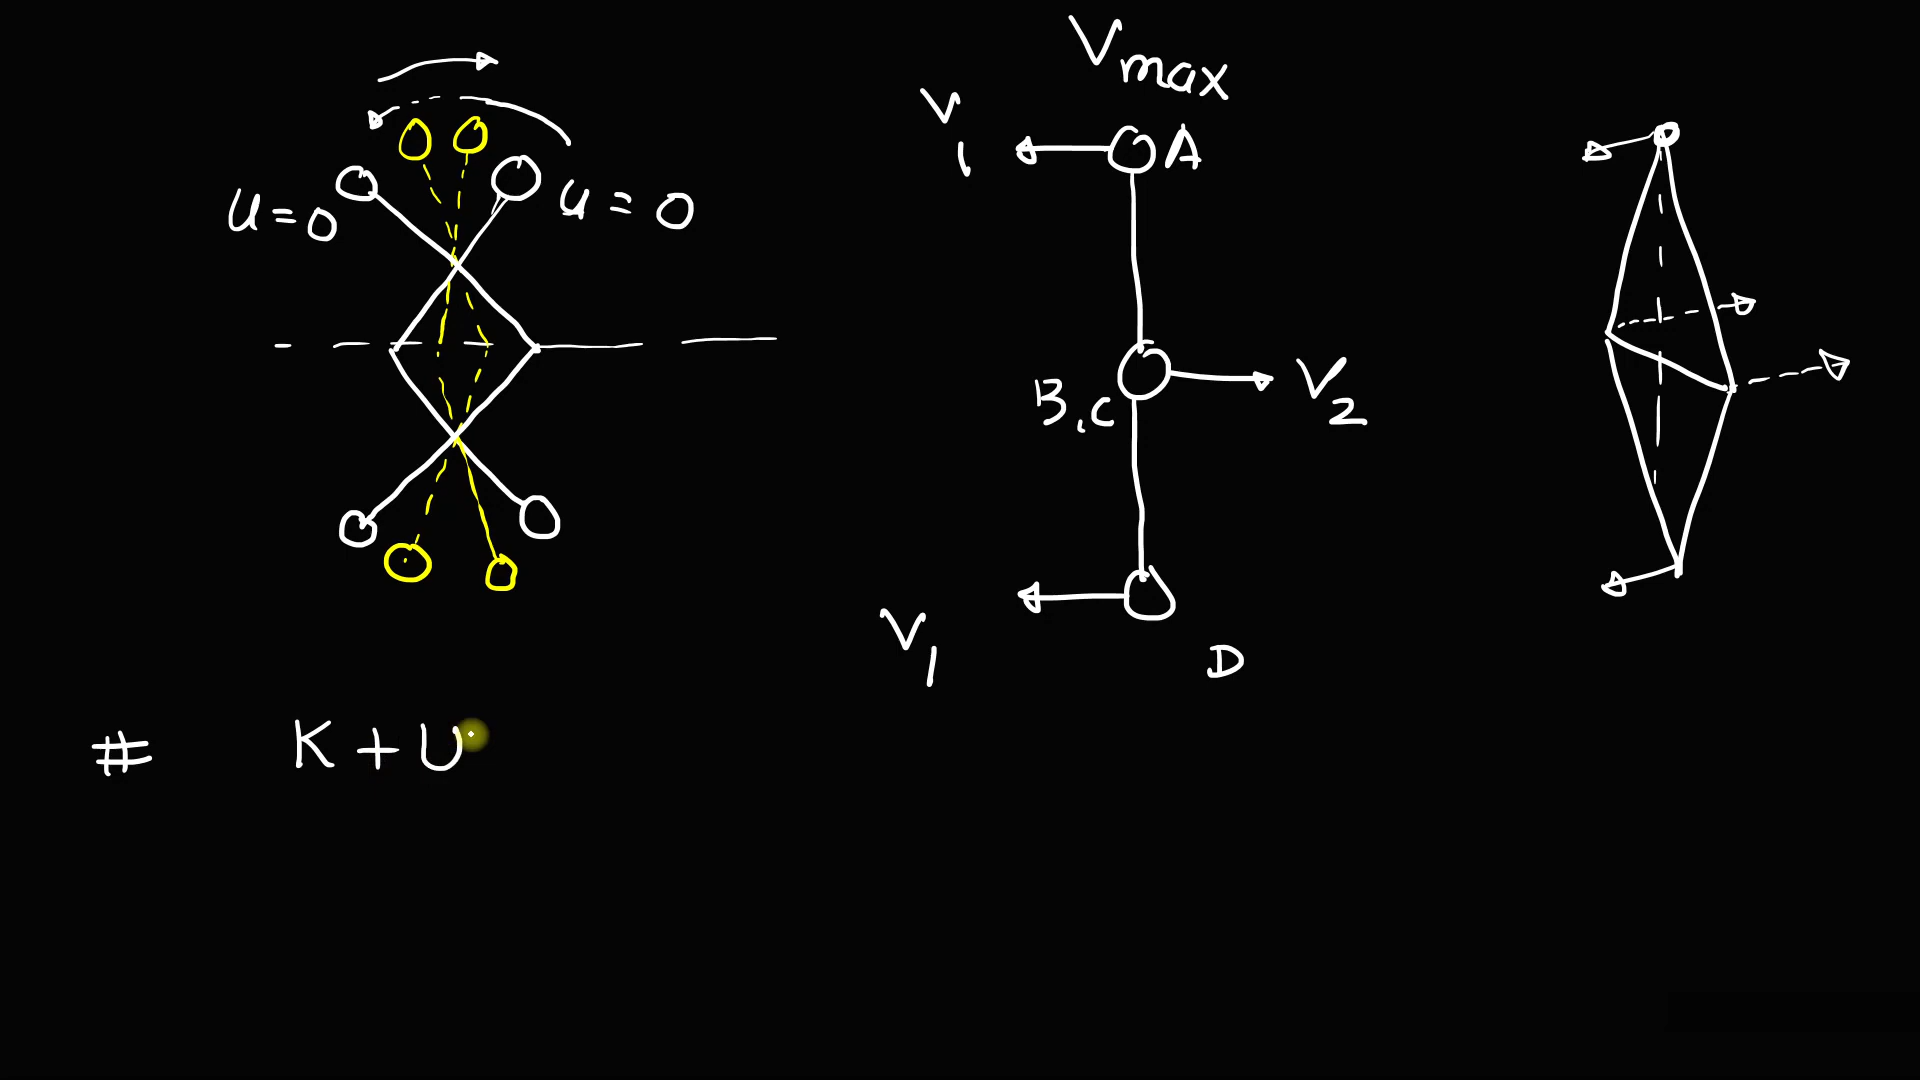 Vmax
V1
A
u=0
u = 0
B,C
V2
V1
D
# K + U